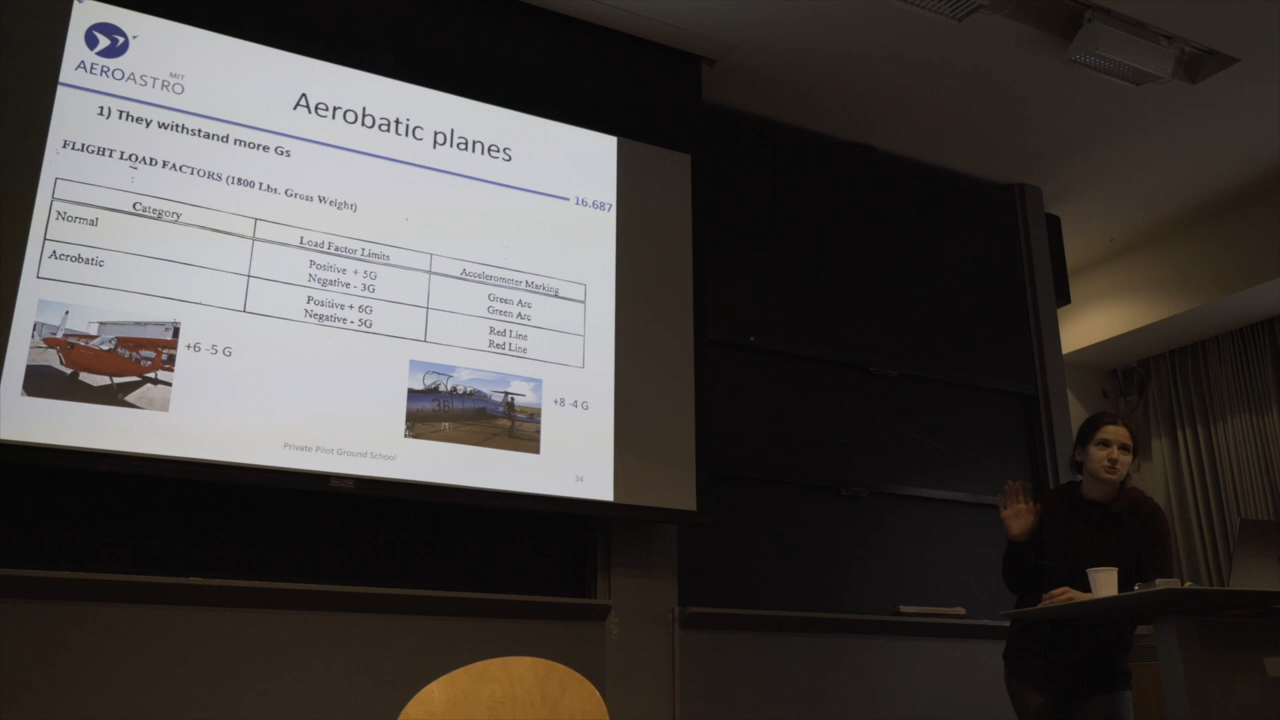 MIT
AEROASTRO
Aerobatic planes
16.687
1) They withstand more Gs
FLIGHT LOAD FACTORS (1800 Lbs. Gross Weight)
Category
Load Factor Limits
Accelerometer Marking
Normal
Positive + 5G
Negative - 3G
Green Arc
Green Arc
Acrobatic
Positive + 6G
Negative - 5G
Red Line
Red Line
+6 -5 G
36
+8 -4 G
Private Pilot Ground School
34